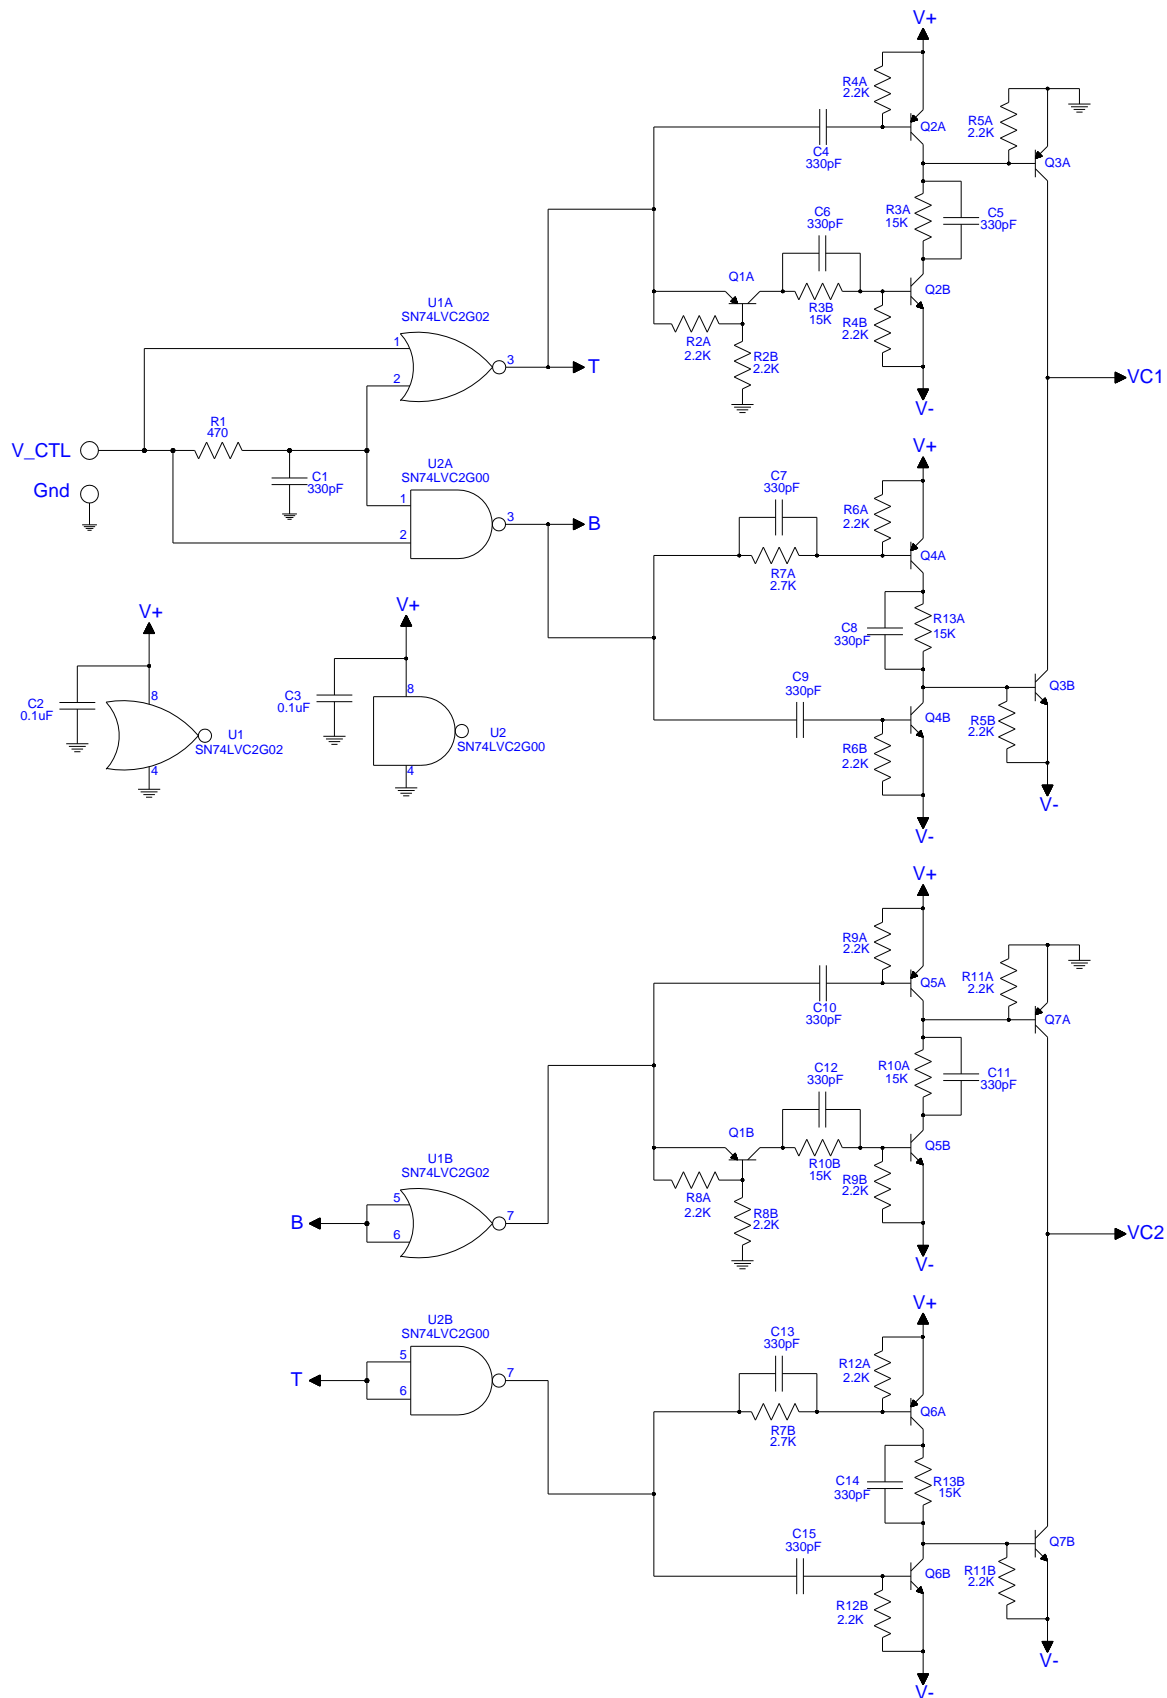 V+
R4A
2.2K
Q2A
C4
330pF
R5A
2.2K
Q3A
R3A
15K
C5
330pF
C6
330pF
Q1A
R3B
15K
Q2B
R4B
2.2K
R2A
2.2K
R2B
2.2K
V-
U1A
SN74LVC2G02
1
2
3
T
VC1
V_CTL
R1
470
C1
330pF
Gnd
U2A
SN74LVC2G00
1
2
3
B
V+
C7
330pF
R6A
2.2K
Q4A
R7A
2.7K
C8
330pF
R13A
15K
C9
330pF
Q4B
R6B
2.2K
Q3B
R5B
2.2K
V-
V-
V+
C2
0.1uF
8
U1
SN74LVC2G02
4
V+
C3
0.1uF
8
U2
SN74LVC2G00
4
V+
R9A
2.2K
Q5A
C10
330pF
R11A
2.2K
Q7A
R10A
15K
C11
330pF
C12
330pF
Q1B
R10B
15K
Q5B
R9B
2.2K
R8A
2.2K
R8B
2.2K
V-
U1B
SN74LVC2G02
B
5
6
7
VC2
U2B
SN74LVC2G00
T
5
6
7
V+
C13
330pF
R12A
2.2K
Q6A
R7B
2.7K
C14
330pF
R13B
15K
C15
330pF
Q6B
R12B
2.2K
Q7B
R11B
2.2K
V-
V-